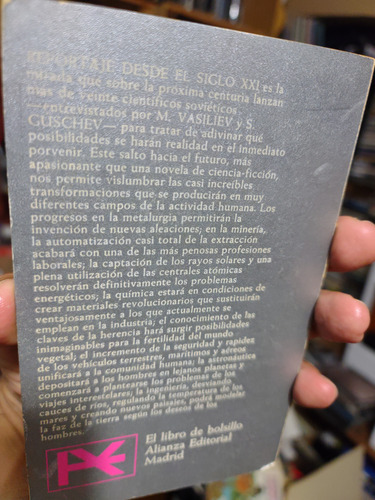 REPORTAJE DESDE EL SIGLO XXI es la
mirada que sobre la próxima centuria lanzan
más de veinte científicos soviéticos
—entrevistados por M. VASILIEV y S.
GUSCHEV— para tratar de adivinar qué
posibilidades se harán realidad en el inmediato
porvenir. Este salto hacia el futuro, más
apasionante que una novela de ciencia-ficción,
nos permite vislumbrar las casi increíbles
transformaciones que se producirán en muy
diferentes campos de la actividad humana. Los
progresos en la metalurgia permitirán la
invención de nuevas aleaciones; en la minería,
la automatización casi total de la extracción
acabará con una de las más penosas profesiones
laborales; la captación de los rayos solares y una
plena utilización de las centrales atómicas
resolverán definitivamente los problemas
energéticos; la química estará en condiciones de
crear materiales revolucionarios que sustituirán
ventajosamente a los que actualmente se
emplean en la industria; el conocimiento de las
claves de la herencia hará surgir posibilidades
inimaginables para la fertilidad del mundo
vegetal; el incremento de la seguridad y rapidez
de los vehículos terrestres, marítimos y aéreos
unificará a la comunidad humana; la astronáutica
depositará a los hombres en lejanos planetas y
comenzará a plantearse los problemas de los
viajes interestelares; la ingeniería, desviando
cauces de ríos, regulando la temperatura de los
mares y creando nuevos paisajes, podrá modelar
la faz de la tierra según los deseos de los
hombres.
El libro de bolsillo
Alianza Editorial
Madrid